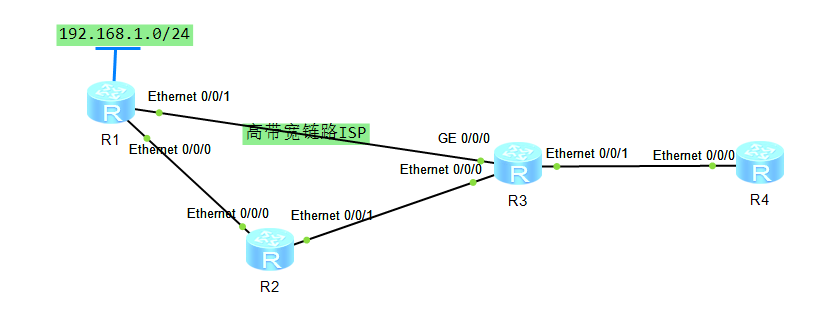 192.168.1.0/24
Ethernet 0/0/1
R
R1
高带宽链路ISP
GE 0/0/0
Ethernet 0/0/0
Ethernet 0/0/0
R
R3
Ethernet 0/0/1
Ethernet 0/0/0
R
R4
Ethernet 0/0/0
Ethernet 0/0/1
R
R2